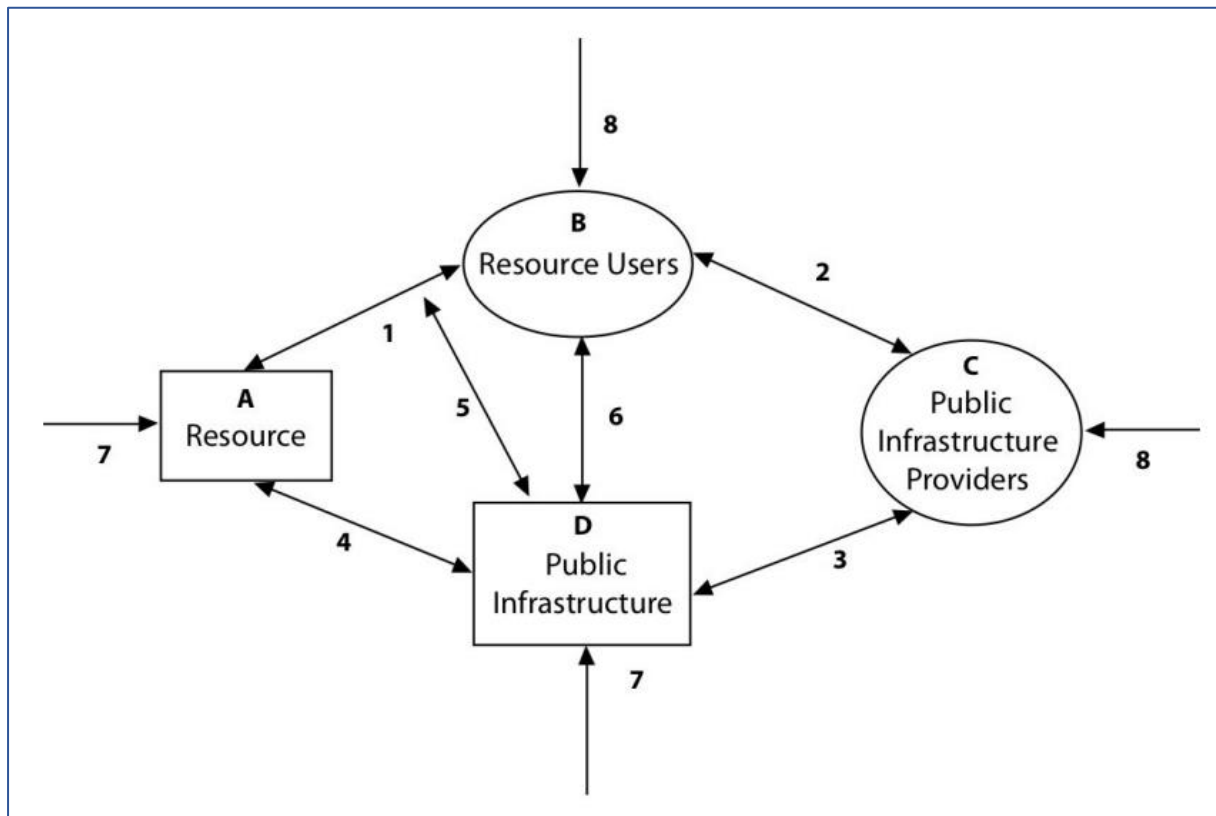 8
B
Resource Users
2
1
A
Resource
7
5
6
C
Public
Infrastructure
Providers
8
4
D
Public
Infrastructure
3
7